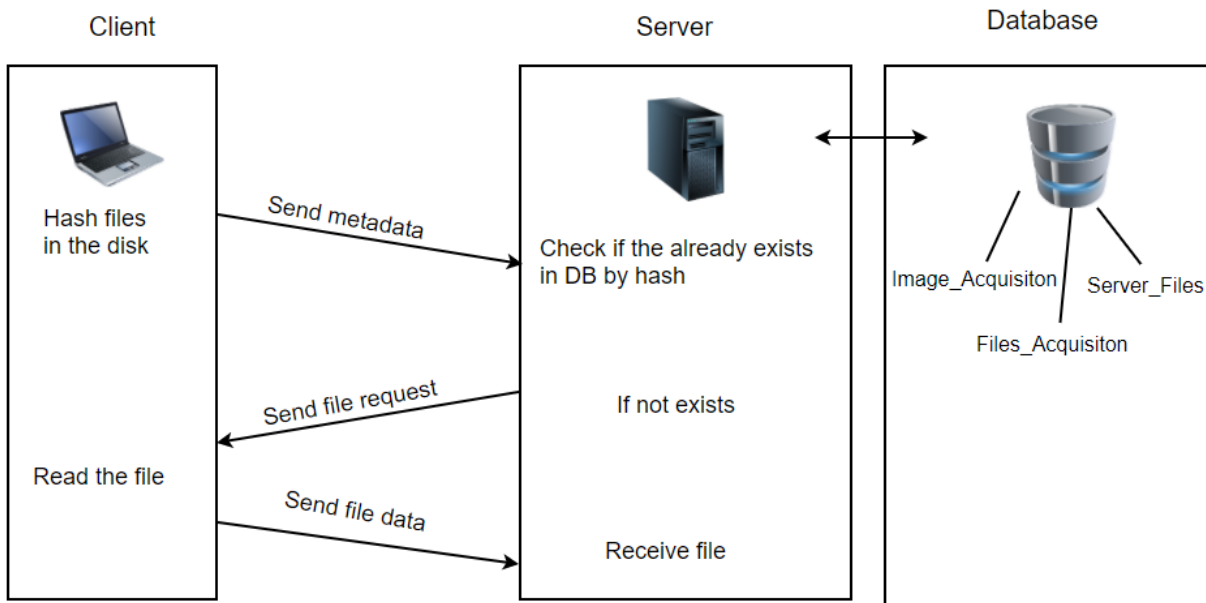 Client
Server
Database
Hash files
in the disk
Send metadata
Check if the already exists
in DB by hash
Image_Acquisiton
Server_Files
Files_Acquisiton
Send file request
If not exists
Read the file
Send file data
Receive file